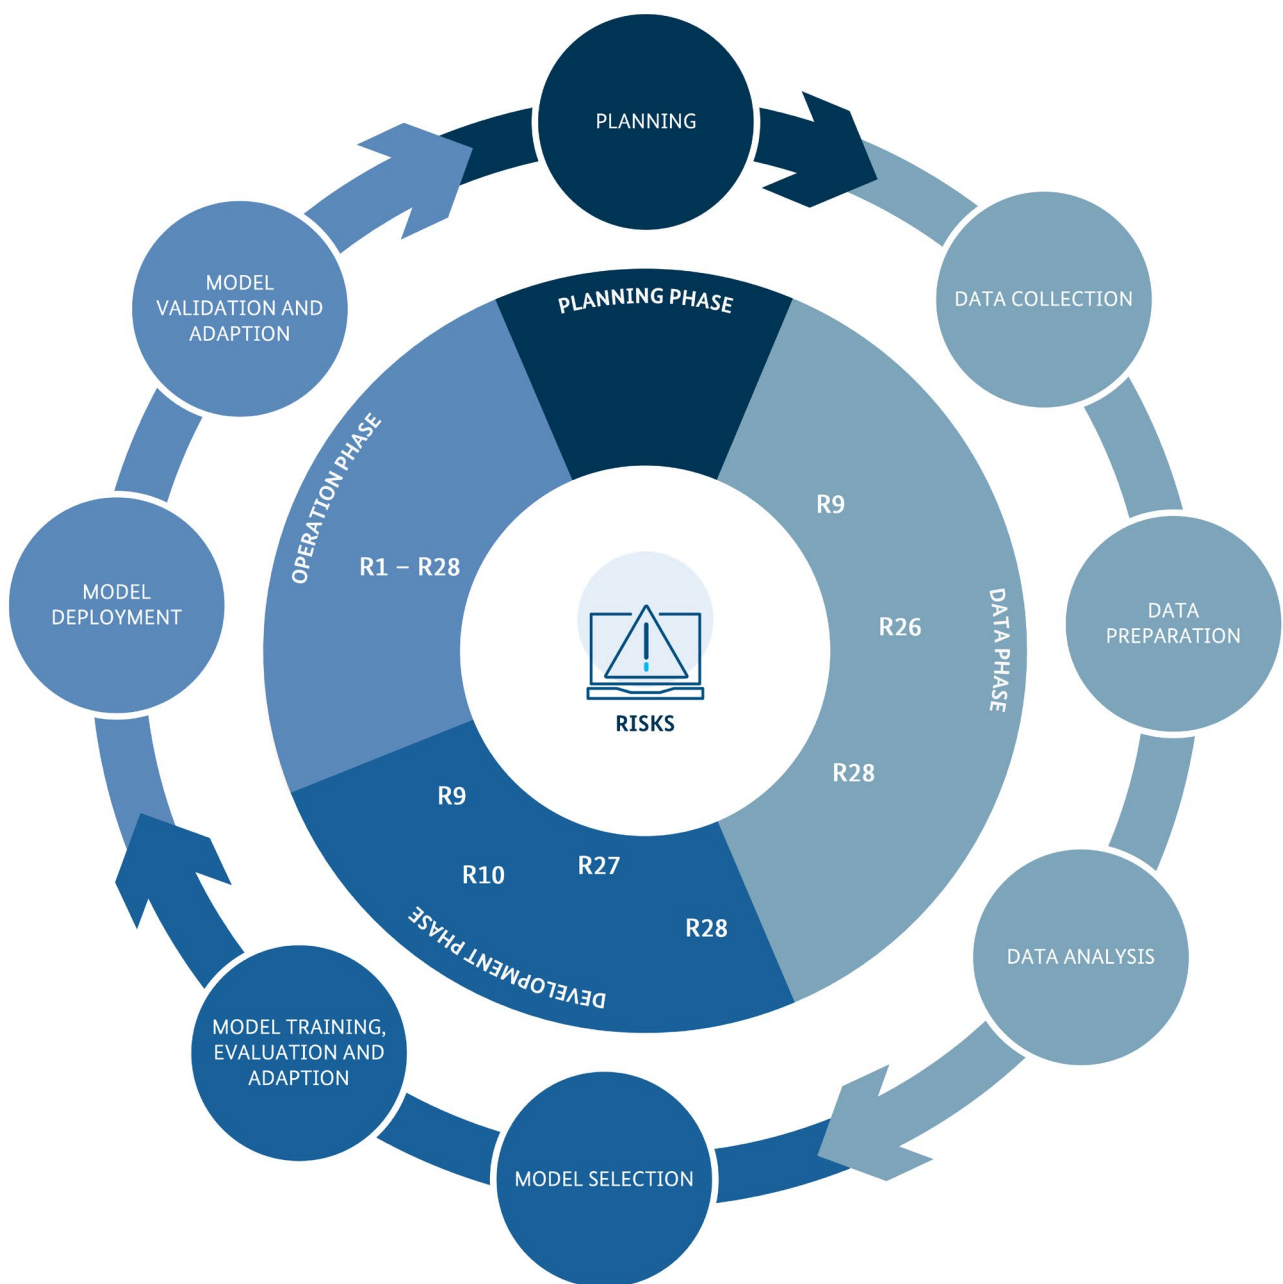 PLANNING
DATA COLLECTION
DATA
PREPARATION
DATA ANALYSIS
MODEL SELECTION
MODEL TRAINING,
EVALUATION AND
ADAPTION
MODEL
DEPLOYMENT
MODEL
VALIDATION AND
ADAPTION
PLANNING PHASE
DATA PHASE
R9
R26
R28
DEVELOPMENT PHASE
R9
R10
R27
R28
OPERATION PHASE
R1 – R28
RISKS